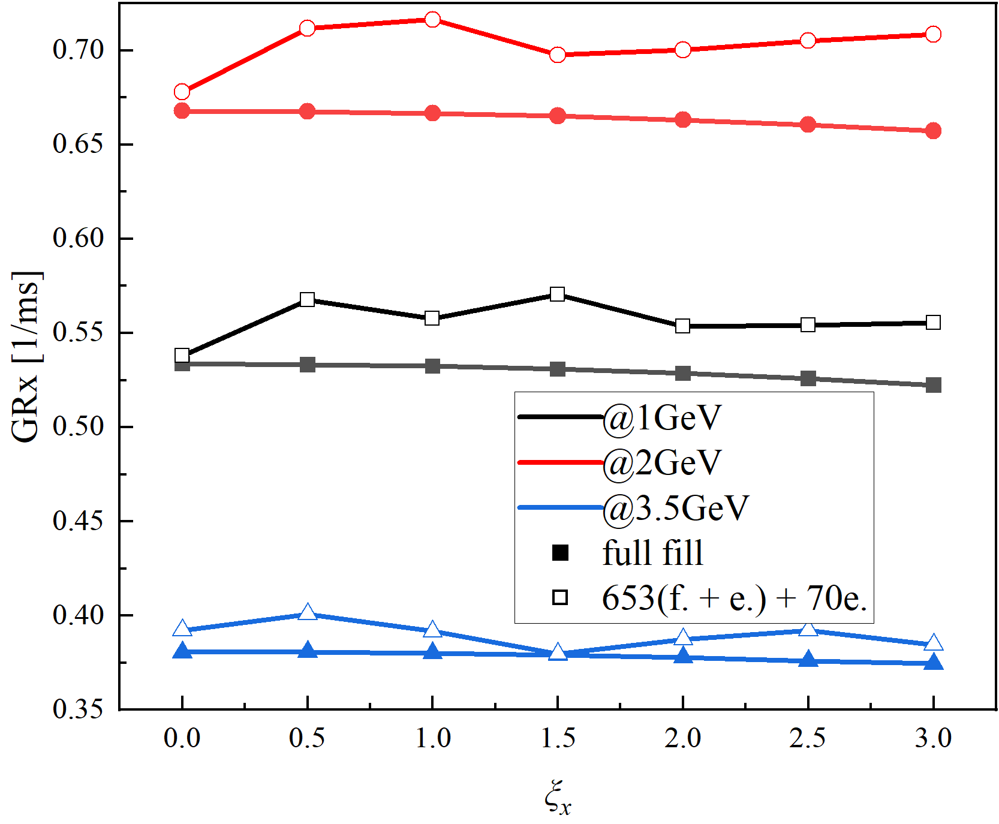 0.70
0.65
0.60
0.55
0.50
0.45
0.40
0.35
GRx [1/ms]
@1GeV
@2GeV
@3.5GeV
full fill
653(f. + e.) + 70e.
0.0 0.5 1.0 1.5 2.0 2.5 3.0
ξx